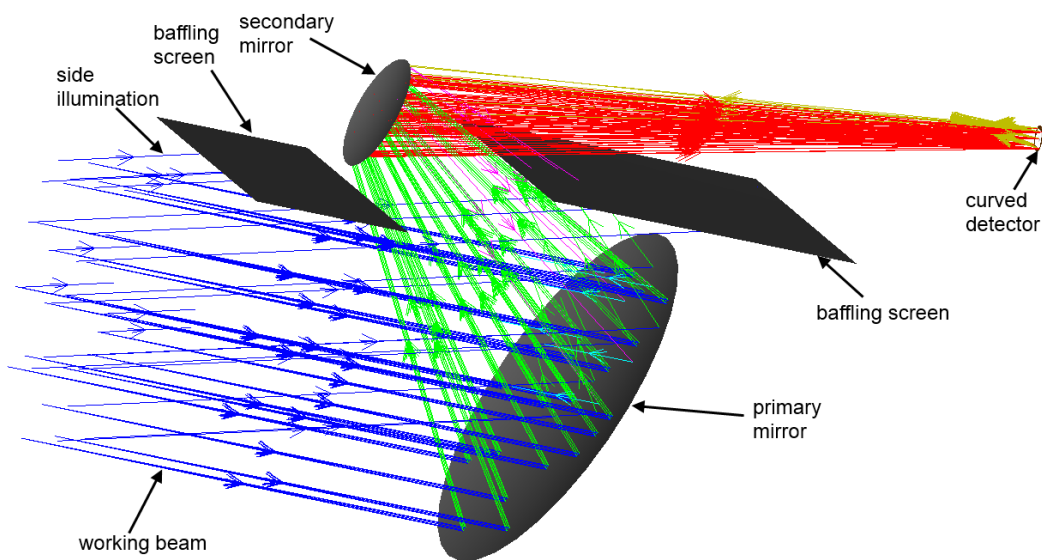 secondary
mirror
baffling
screen
side
illumination
curved
detector
baffling screen
primary
mirror
working beam